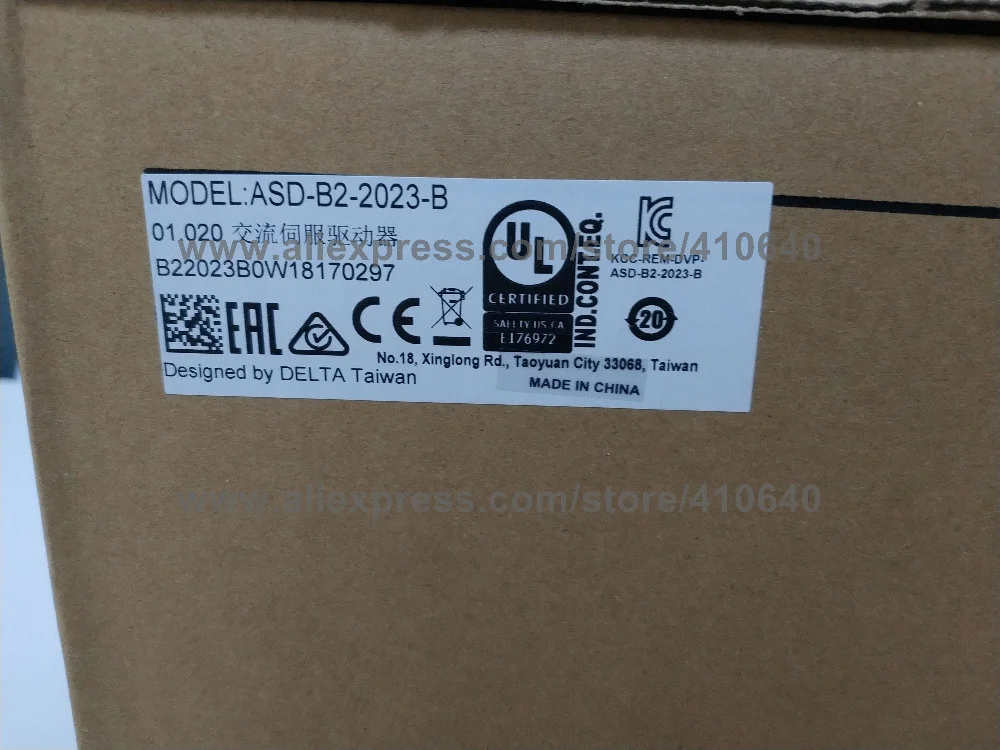 MODEL:ASD-B2-2023-B
01.020 交流伺服驱动器
B22023B0W18170297
UL
CERTIFIED
SAFETY US CA
E176972
IND.CONT.EQ.
KCC-REM-DVP-
ASD-B2-2023-B
EAC
CE
20
No.18, Xinglong Rd., Taoyuan City 33068, Taiwan
Designed by DELTA Taiwan
MADE IN CHINA
www.aliexpress.com/store/410640
www.aliexpress.com/store/410640